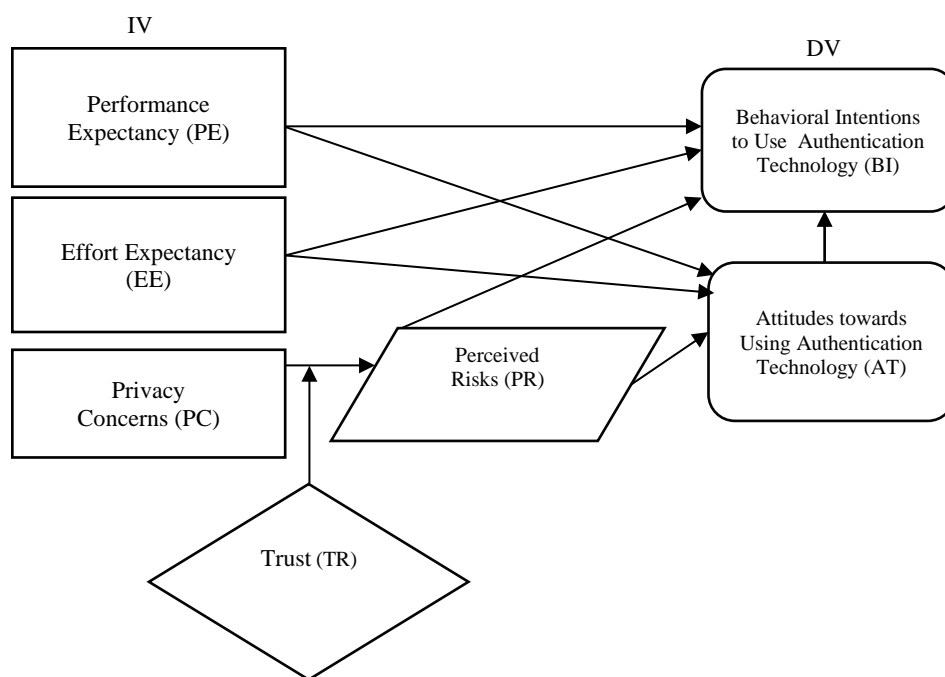 IV
DV
Performance
Expectancy (PE)
Behavioral Intentions
to Use Authentication
Technology (BI)
Effort Expectancy
(EE)
Attitudes towards
Using Authentication
Technology (AT)
Perceived
Risks (PR)
Privacy
Concerns (PC)
Trust (TR)